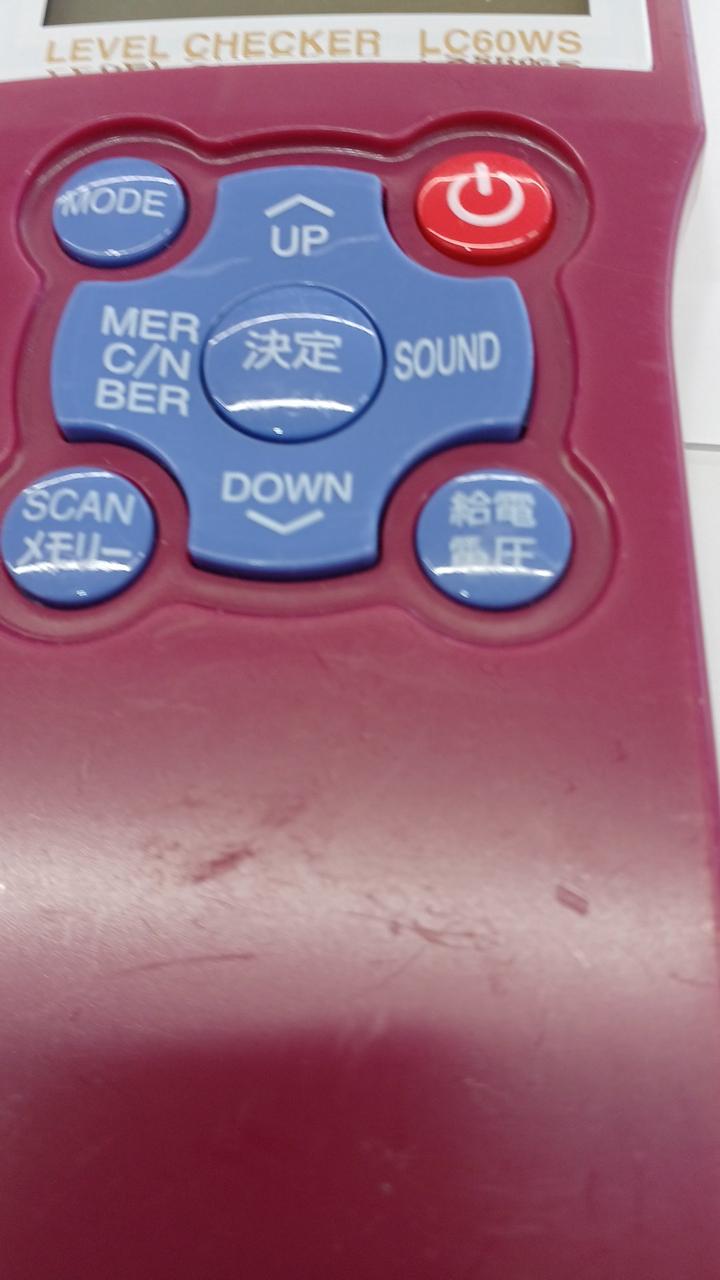 LEVEL CHECKER LC60WS
MODE
UP
MER
C/N
BER
決定
SOUND
DOWN
SCAN
メモリー
給電
電圧